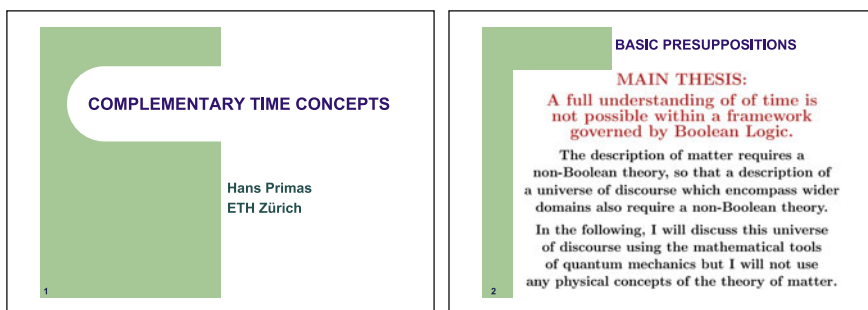 COMPLEMENTARY TIME CONCEPTS
Hans Primas
ETH Zürich
1
BASIC PRESUPPOSITIONS
MAIN THESIS:
A full understanding of of time is
not possible within a framework
governed by Boolean Logic.
The description of matter requires a
non-Boolean theory, so that a description of
a universe of discourse which encompass wider
domains also require a non-Boolean theory.
In the following, I will discuss this universe
of discourse using the mathematical tools
of quantum mechanics but I will not use
any physical concepts of the theory of matter.
2